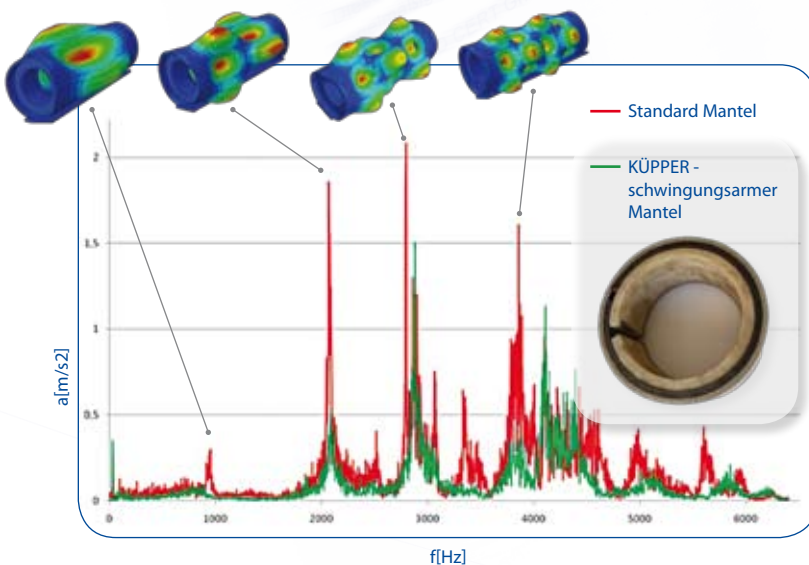 Standard Mantel
KÜPPER -
schwingungsarmer
Mantel
2
1.5
1
0.5
0
a[m/s2]
0 1000 2000 3000 4000 5000 6000
f[Hz]